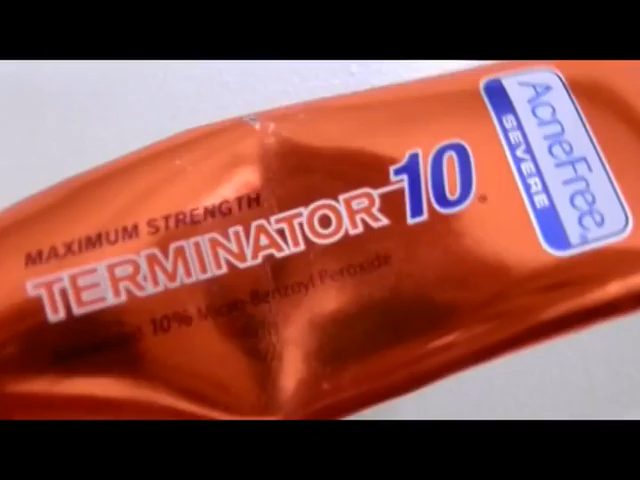 AcneFree
SEVERE
MAXIMUM STRENGTH
TERMINATOR 10
10% Micro-Benzoyl Peroxide